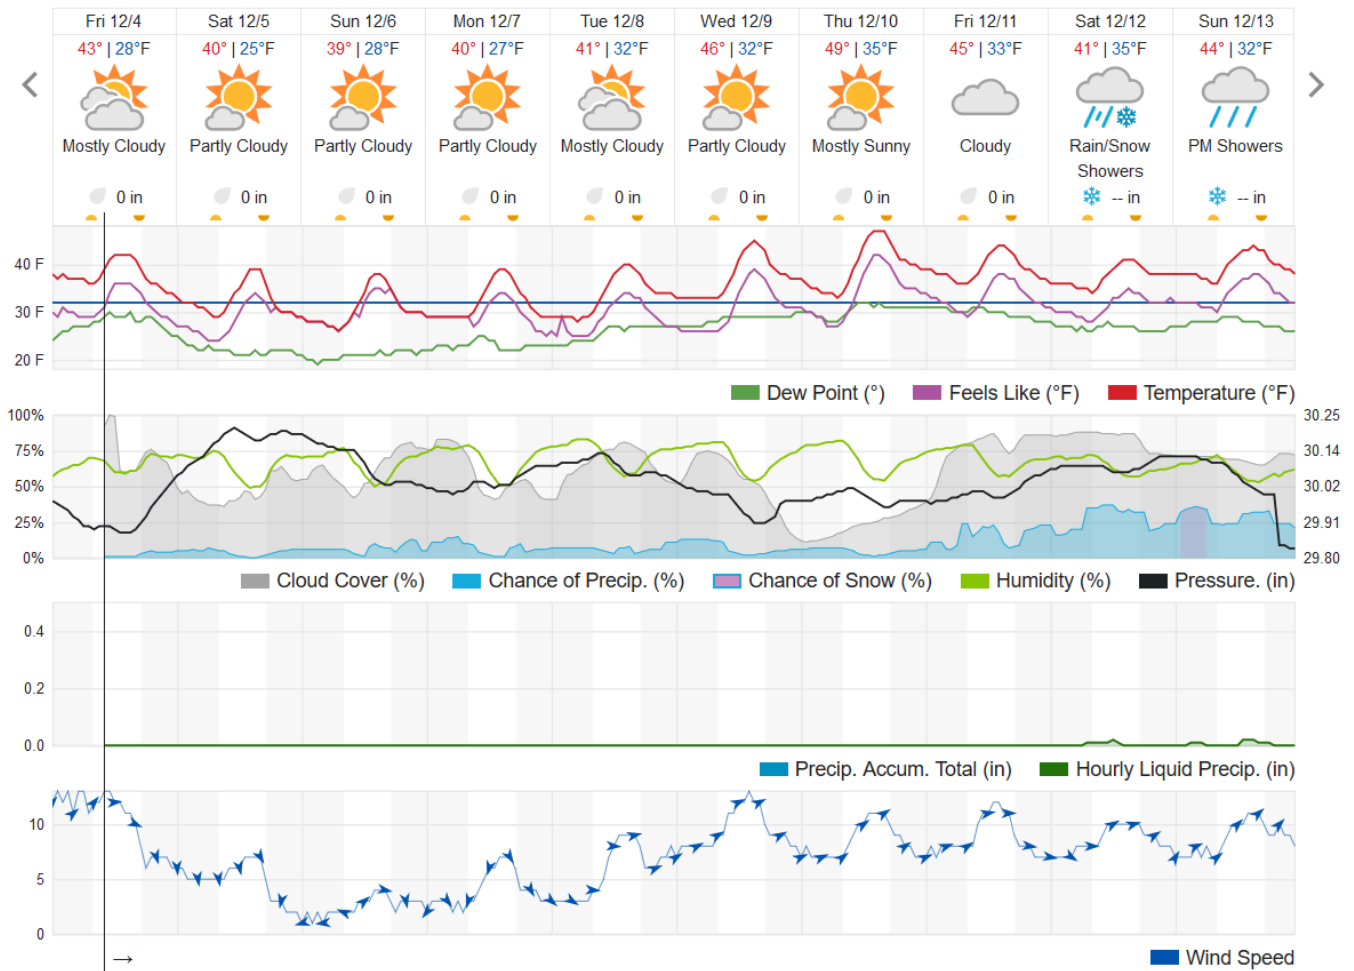 Fri 12/4 Sat 12/5 Sun 12/6 Mon 12/7 Tue 12/8 Wed 12/9 Thu 12/10 Fri 12/11 Sat 12/12 Sun 12/13
43° | 28°F 40° | 25°F 39° | 28°F 40° | 27°F 41° | 32°F 46° | 32°F 49° | 35°F 45° | 33°F 41° | 35°F 44° | 32°F
Mostly Cloudy Partly Cloudy Partly Cloudy Partly Cloudy Mostly Cloudy Partly Cloudy Mostly Sunny Cloudy Rain/Snow PM Showers
Showers
0 in 0 in 0 in 0 in 0 in 0 in 0 in 0 in -- in -- in
40 F
30 F
20 F
Dew Point (°) Feels Like (°F) Temperature (°F)
100% 30.25
75% 30.14
50% 30.02
25% 29.91
0% 29.80
Cloud Cover (%) Chance of Precip. (%) Chance of Snow (%) Humidity (%) Pressure. (in)
0.4
0.2
0.0
Precip. Accum. Total (in) Hourly Liquid Precip. (in)
10
5
0
→
Wind Speed